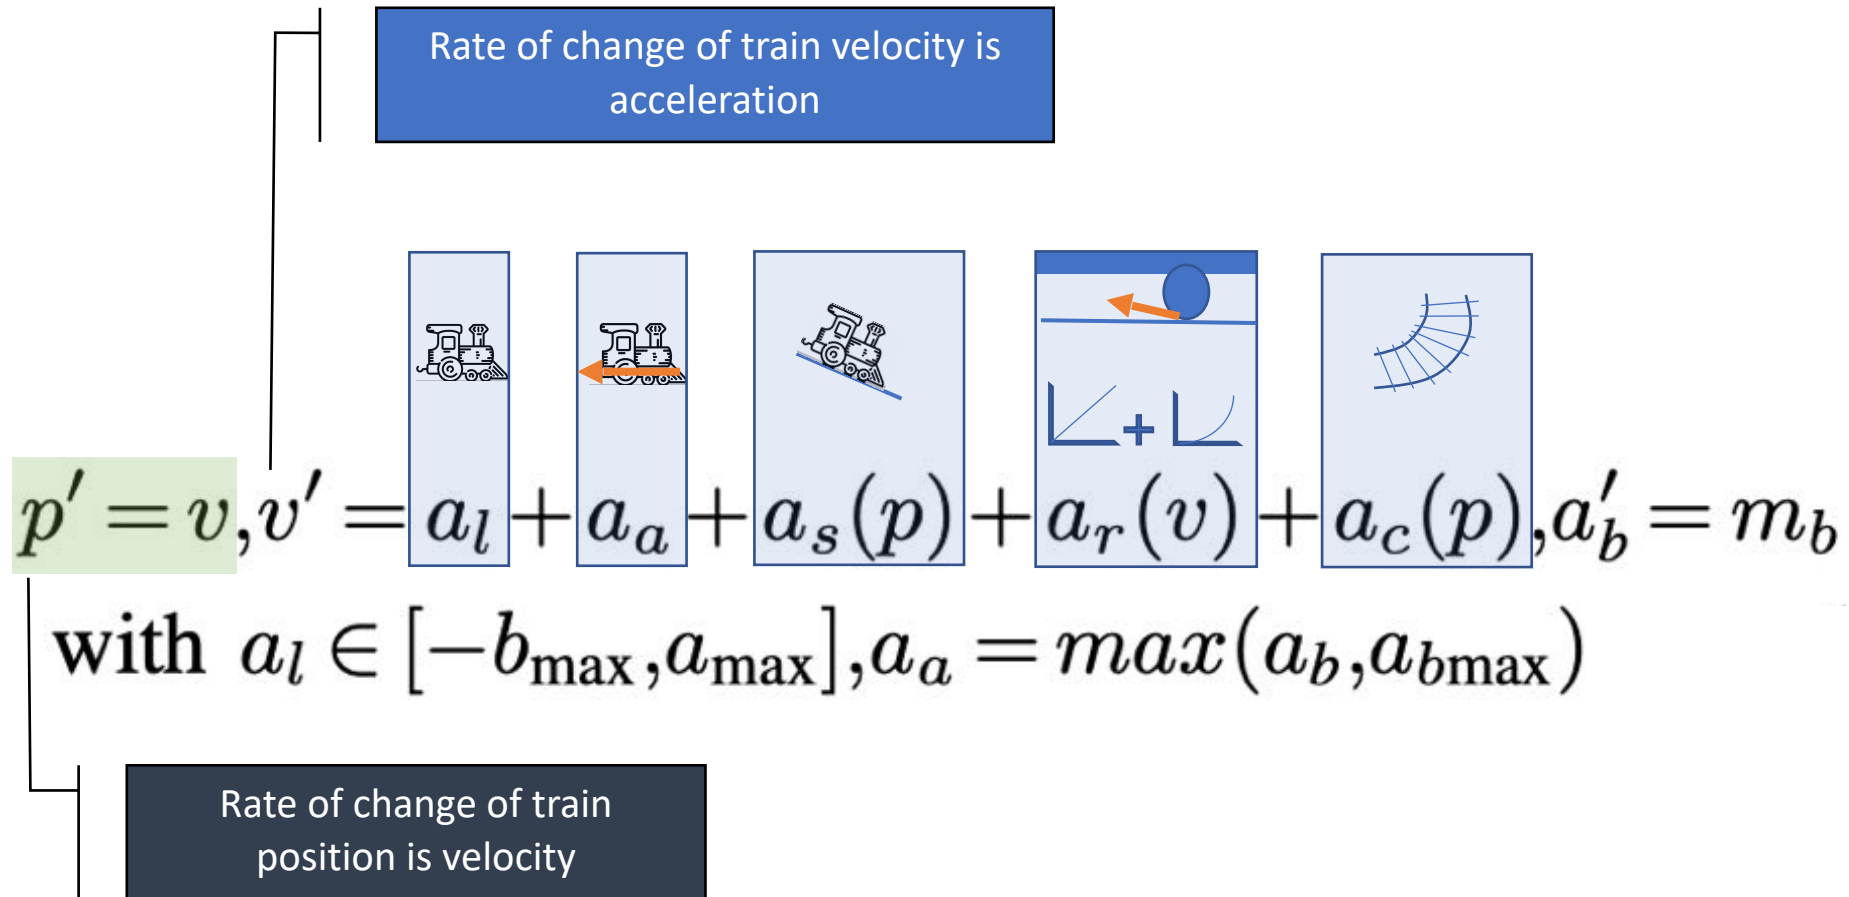 Rate of change of train velocity is
acceleration
p′ = v, v′ = a_l + a_a + a_s(p) + a_r(v) + a_c(p), a′_b = m_b
with a_l ∈ [−b_max, a_max], a_a = max(a_b, a_bmax)
Rate of change of train
position is velocity